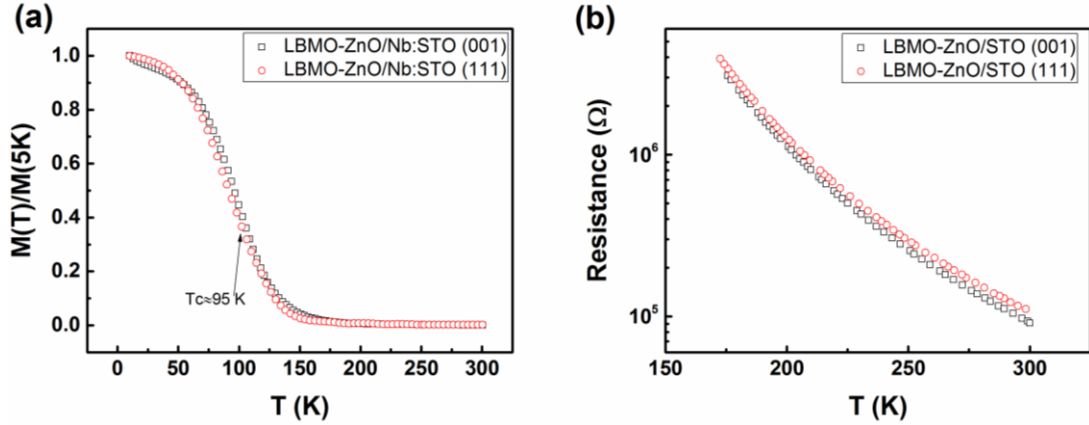 (a)
LBMO-ZnO/Nb:STO (001)
LBMO-ZnO/Nb:STO (111)
1.0
0.8
0.6
0.4
0.2
0.0
M(T)/M(5K)
Tc≈95 K
0 50 100 150 200 250 300
T (K)
(b)
LBMO-ZnO/STO (001)
LBMO-ZnO/STO (111)
10⁶
10⁵
Resistance (Ω)
150 200 250 300
T (K)